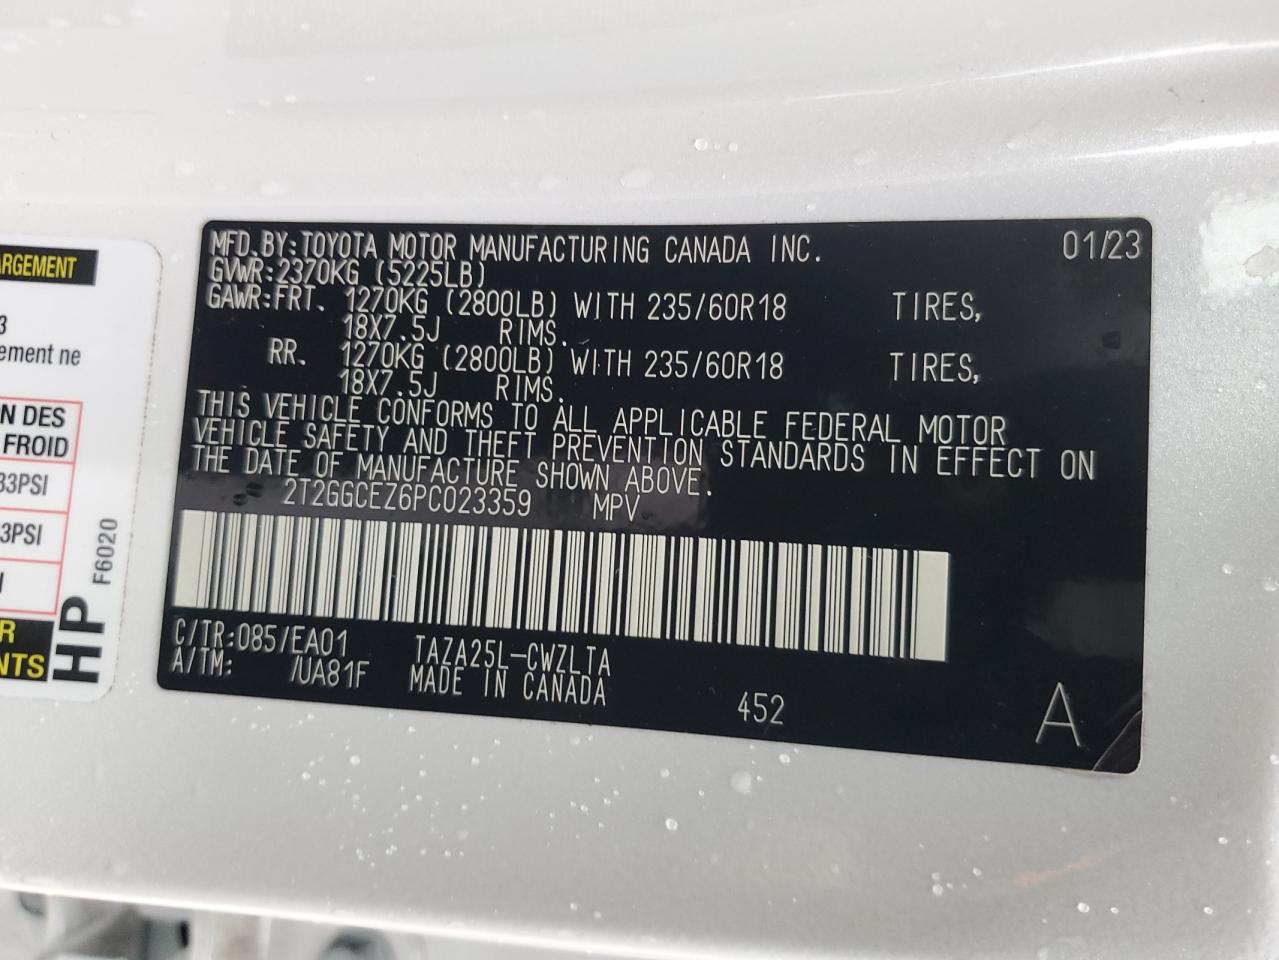 ARGEMENT
3
ement ne
N DES
FROID
33PSI
3PSI
R
NTS
HP
F6020
MFD.BY:TOYOTA MOTOR MANUFACTURING CANADA INC. 01/23
GVWR:2370KG (5225LB)
GAWR:FRT. 1270KG (2800LB) WITH 235/60R18 TIRES,
18X7.5J RIMS.
RR. 1270KG (2800LB) WITH 235/60R18 TIRES,
18X7.5J RIMS.
THIS VEHICLE CONFORMS TO ALL APPLICABLE FEDERAL MOTOR
VEHICLE SAFETY AND THEFT PREVENTION STANDARDS IN EFFECT ON
THE DATE OF MANUFACTURE SHOWN ABOVE.
2T2GGCEZ6PC023359 MPV
C/TR:085/EA01 TAZA25L-CWZLTA
A/TM: /UA81F MADE IN CANADA
452
A